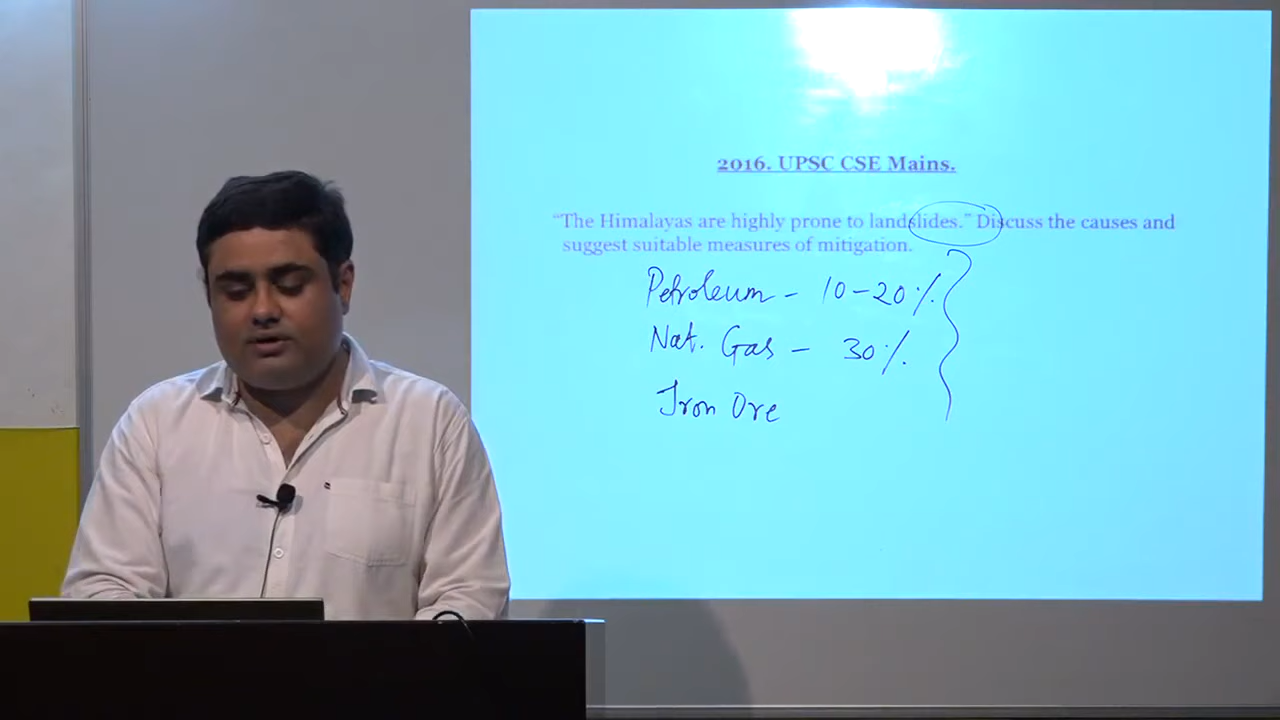 2016. UPSC CSE Mains.
“The Himalayas are highly prone to landslides.” Discuss the causes and
suggest suitable measures of mitigation.
Petroleum - 10-20%
Nat. Gas - 30%
Iron Ore